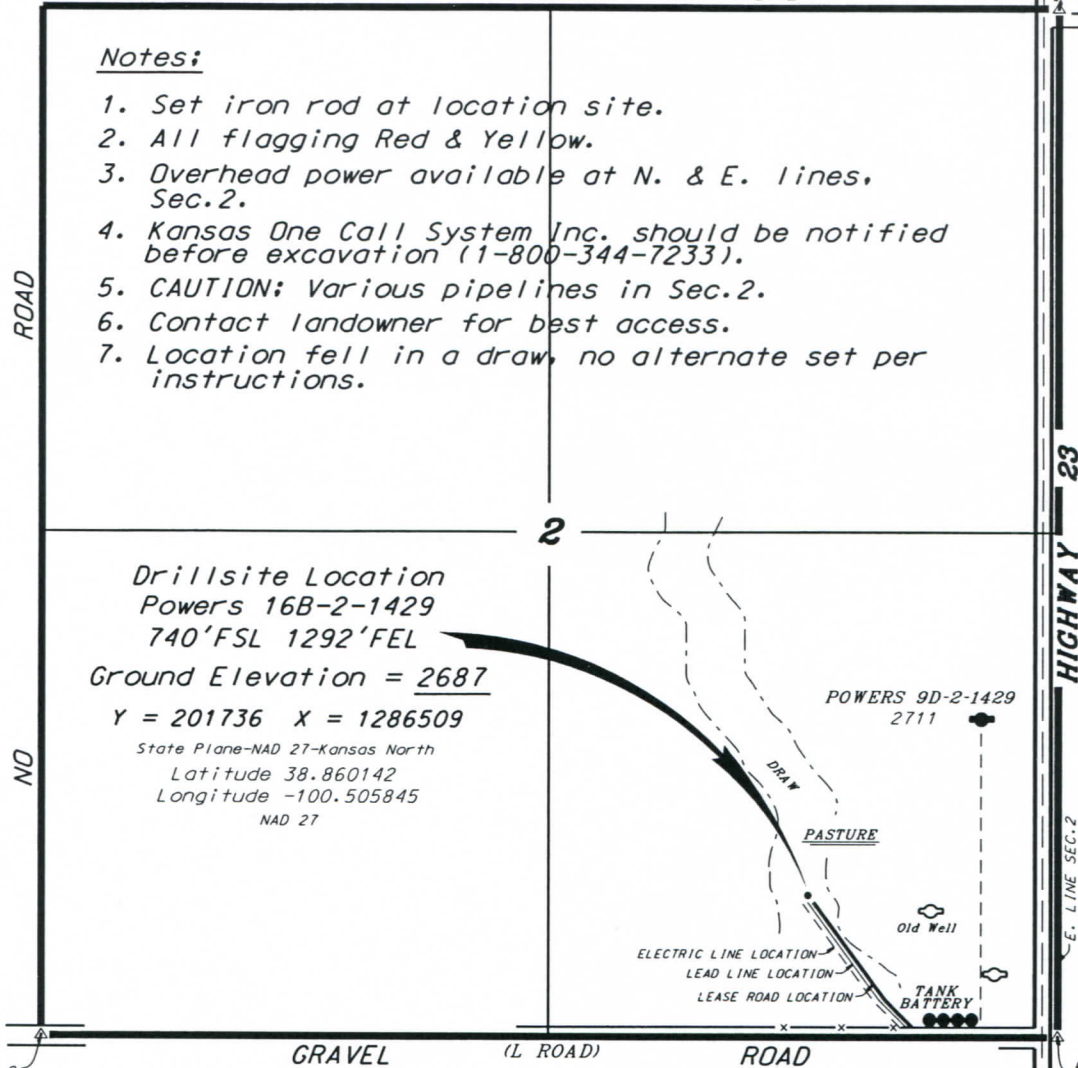 Notes:
1. Set iron rod at location site.
2. All flagging Red & Yellow.
3. Overhead power available at N. & E. lines,
Sec.2.
4. Kansas One Call System Inc. should be notified
before excavation (1-800-344-7233).
5. CAUTION: Various pipelines in Sec.2.
6. Contact landowner for best access.
7. Location fell in a draw, no alternate set per
instructions.
NO ROAD
HIGHWAY 23
2
Drillsite Location
Powers 16B-2-1429
740'FSL 1292'FEL
Ground Elevation = 2687
Y = 201736 X = 1286509
State Plane-NAD 27-Kansas North
Latitude 38.860142
Longitude -100.505845
NAD 27
POWERS 9D-2-1429
2711
DRAW
PASTURE
Old Well
ELECTRIC LINE LOCATION
LEAD LINE LOCATION
LEASE ROAD LOCATION
TANK
BATTERY
E. LINE SEC.2
GRAVEL (L ROAD) ROAD